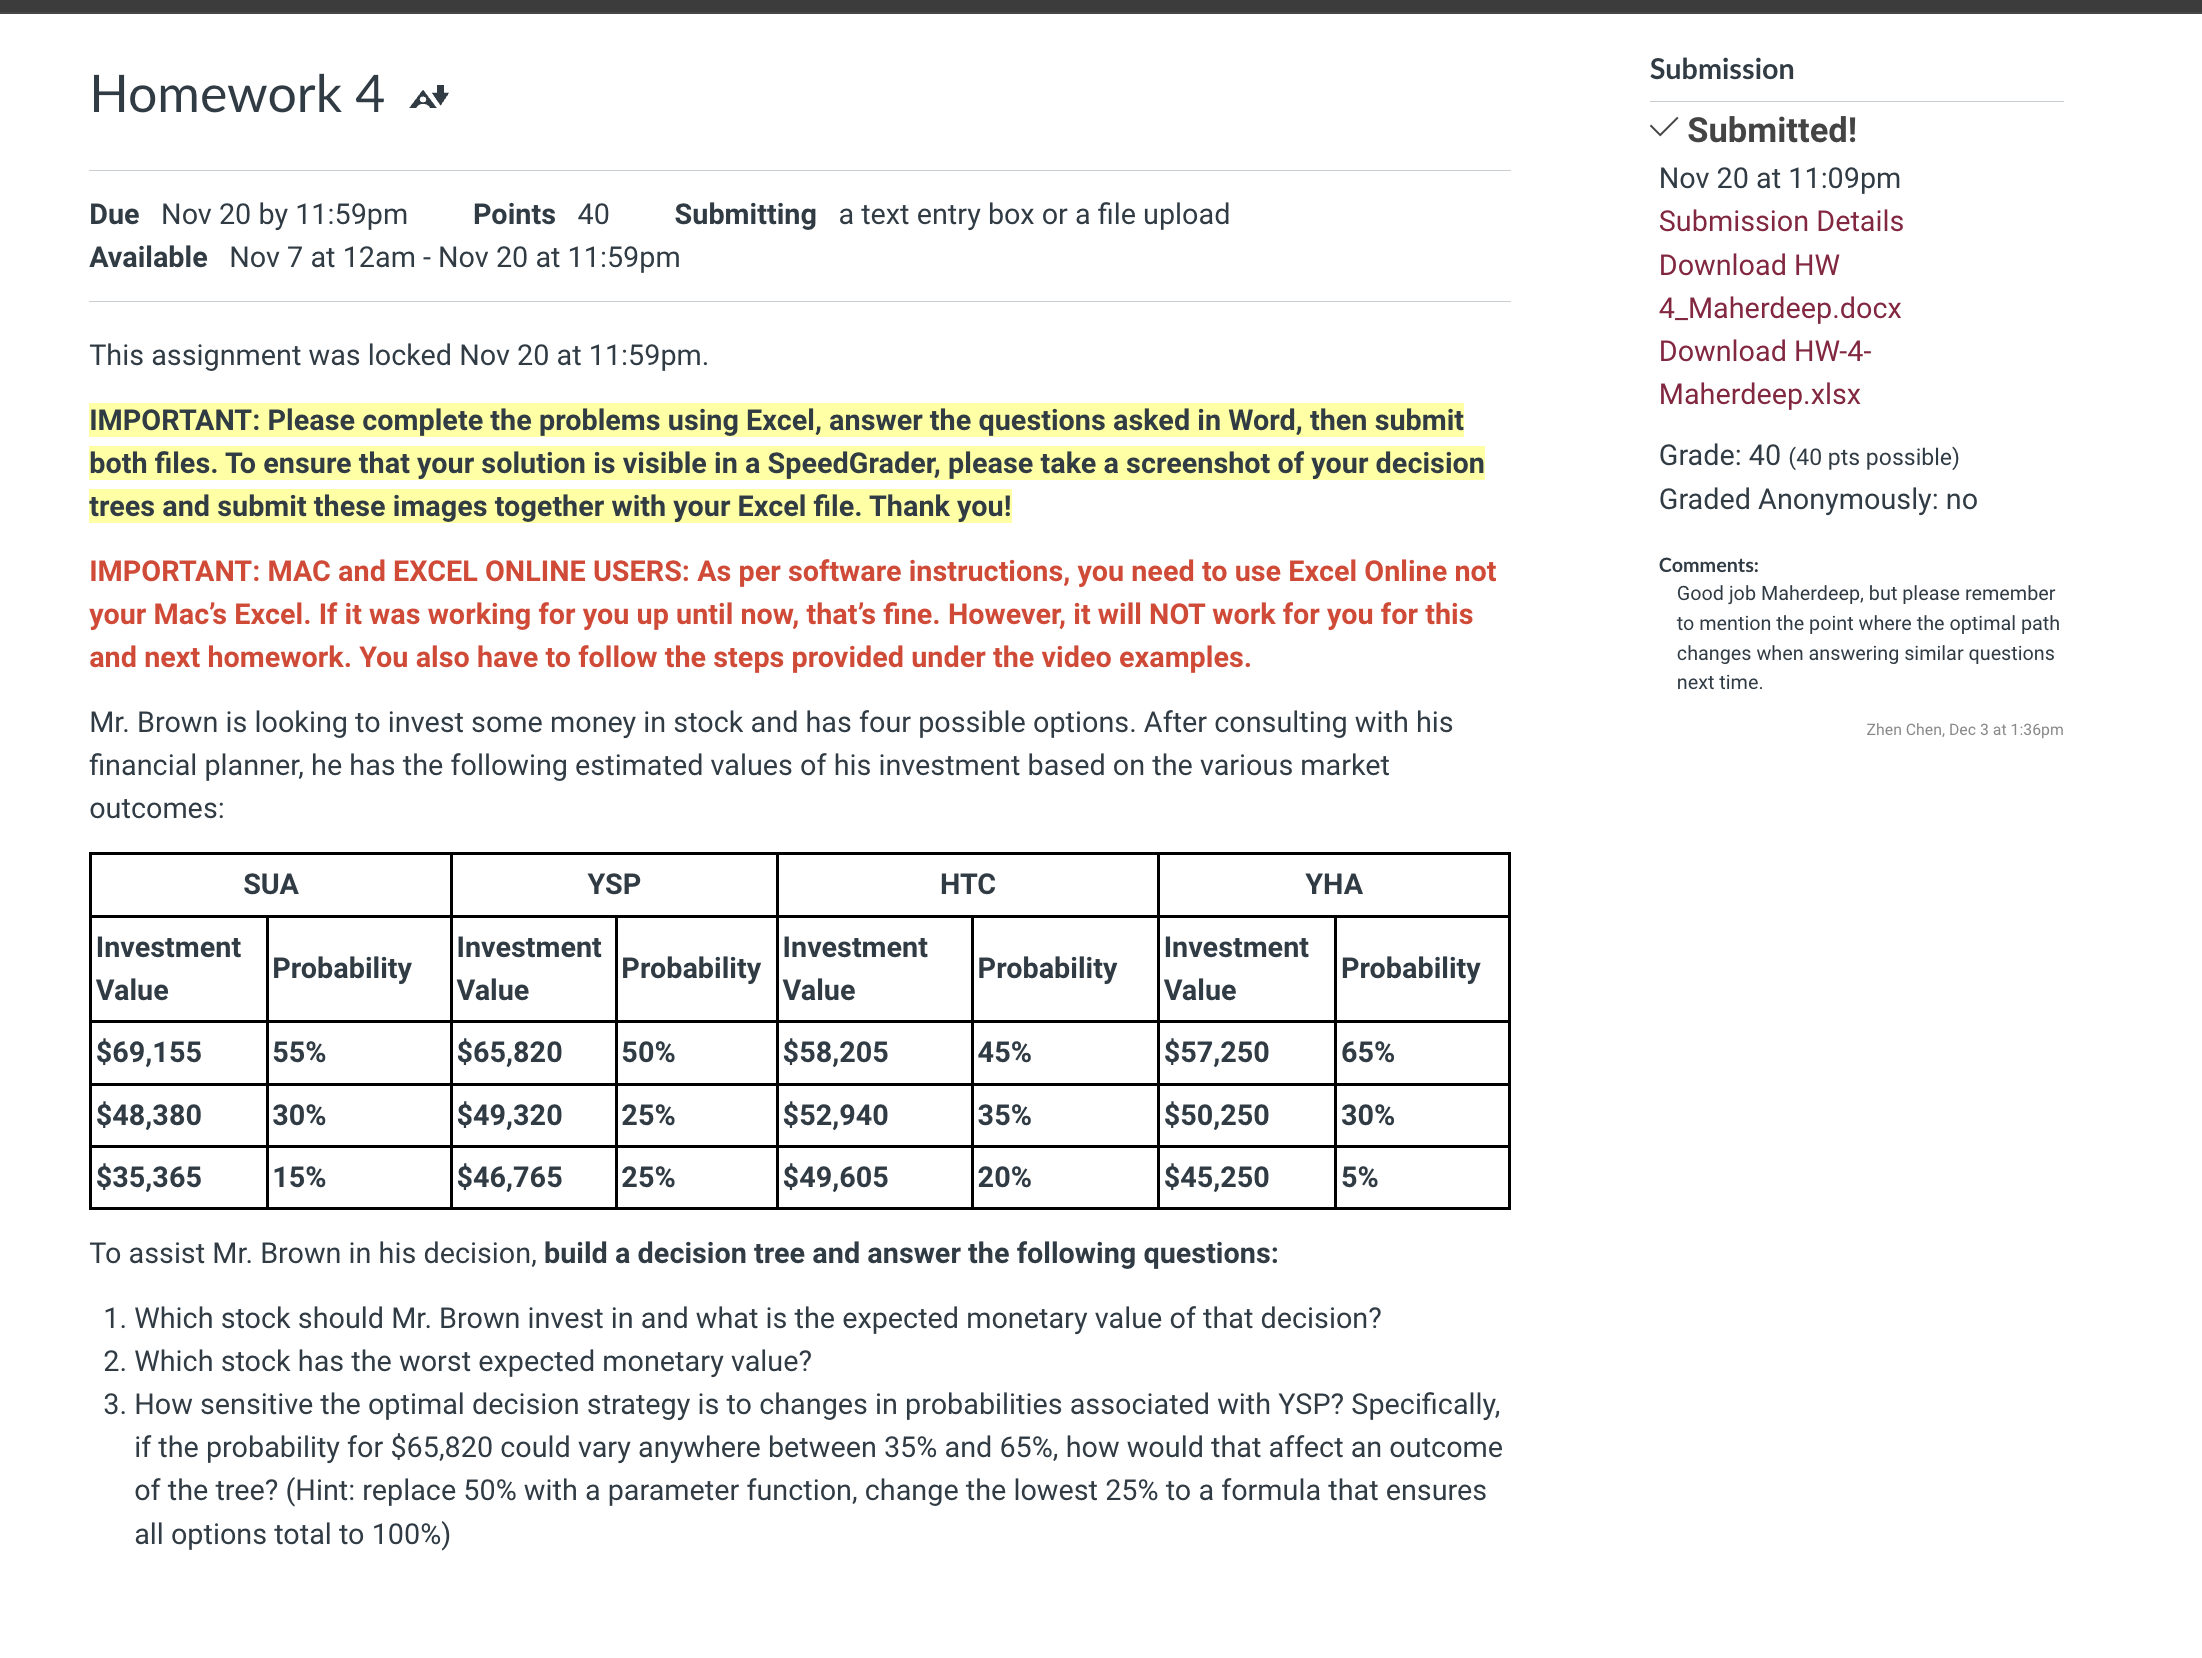 Homework 4
Due Nov 20 by 11:59pm Points 40 Submitting a text entry box or a file upload
Available Nov 7 at 12am - Nov 20 at 11:59pm
This assignment was locked Nov 20 at 11:59pm.
IMPORTANT: Please complete the problems using Excel, answer the questions asked in Word, then submit
both files. To ensure that your solution is visible in a SpeedGrader, please take a screenshot of your decision
trees and submit these images together with your Excel file. Thank you!
IMPORTANT: MAC and EXCEL ONLINE USERS: As per software instructions, you need to use Excel Online not
your Mac’s Excel. If it was working for you up until now, that’s fine. However, it will NOT work for you for this
and next homework. You also have to follow the steps provided under the video examples.
Mr. Brown is looking to invest some money in stock and has four possible options. After consulting with his
financial planner, he has the following estimated values of his investment based on the various market
outcomes:
SUA YSP HTC YHA
Investment Value Probability Investment Value Probability Investment Value Probability Investment Value Probability
$69,155 55% $65,820 50% $58,205 45% $57,250 65%
$48,380 30% $49,320 25% $52,940 35% $50,250 30%
$35,365 15% $46,765 25% $49,605 20% $45,250 5%
To assist Mr. Brown in his decision, build a decision tree and answer the following questions:
1. Which stock should Mr. Brown invest in and what is the expected monetary value of that decision?
2. Which stock has the worst expected monetary value?
3. How sensitive the optimal decision strategy is to changes in probabilities associated with YSP? Specifically,
if the probability for $65,820 could vary anywhere between 35% and 65%, how would that affect an outcome
of the tree? (Hint: replace 50% with a parameter function, change the lowest 25% to a formula that ensures
all options total to 100%)
Submission
Submitted!
Nov 20 at 11:09pm
Submission Details
Download HW
4_Maherdeep.docx
Download HW-4-
Maherdeep.xlsx
Grade: 40 (40 pts possible)
Graded Anonymously: no
Comments:
Good job Maherdeep, but please remember
to mention the point where the optimal path
changes when answering similar questions
next time.
Zhen Chen, Dec 3 at 1:36pm